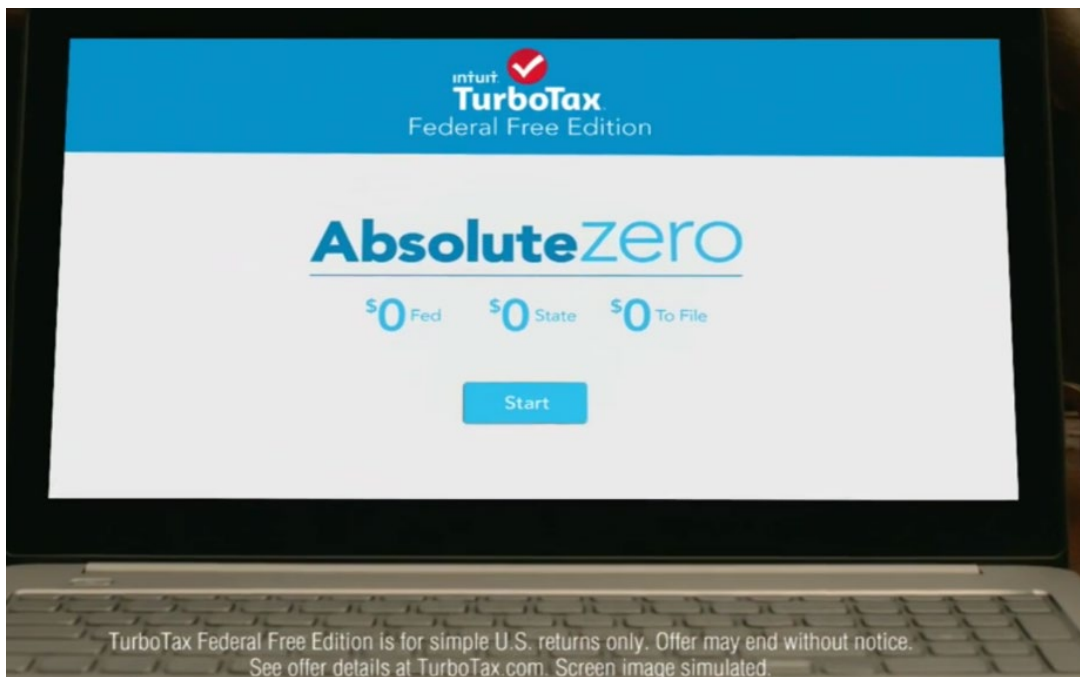 intuit
TurboTax.
Federal Free Edition
Absolutezero
$0 Fed $0 State $0 To File
Start
TurboTax Federal Free Edition is for simple U.S. returns only. Offer may end without notice.
See offer details at TurboTax.com. Screen image simulated.